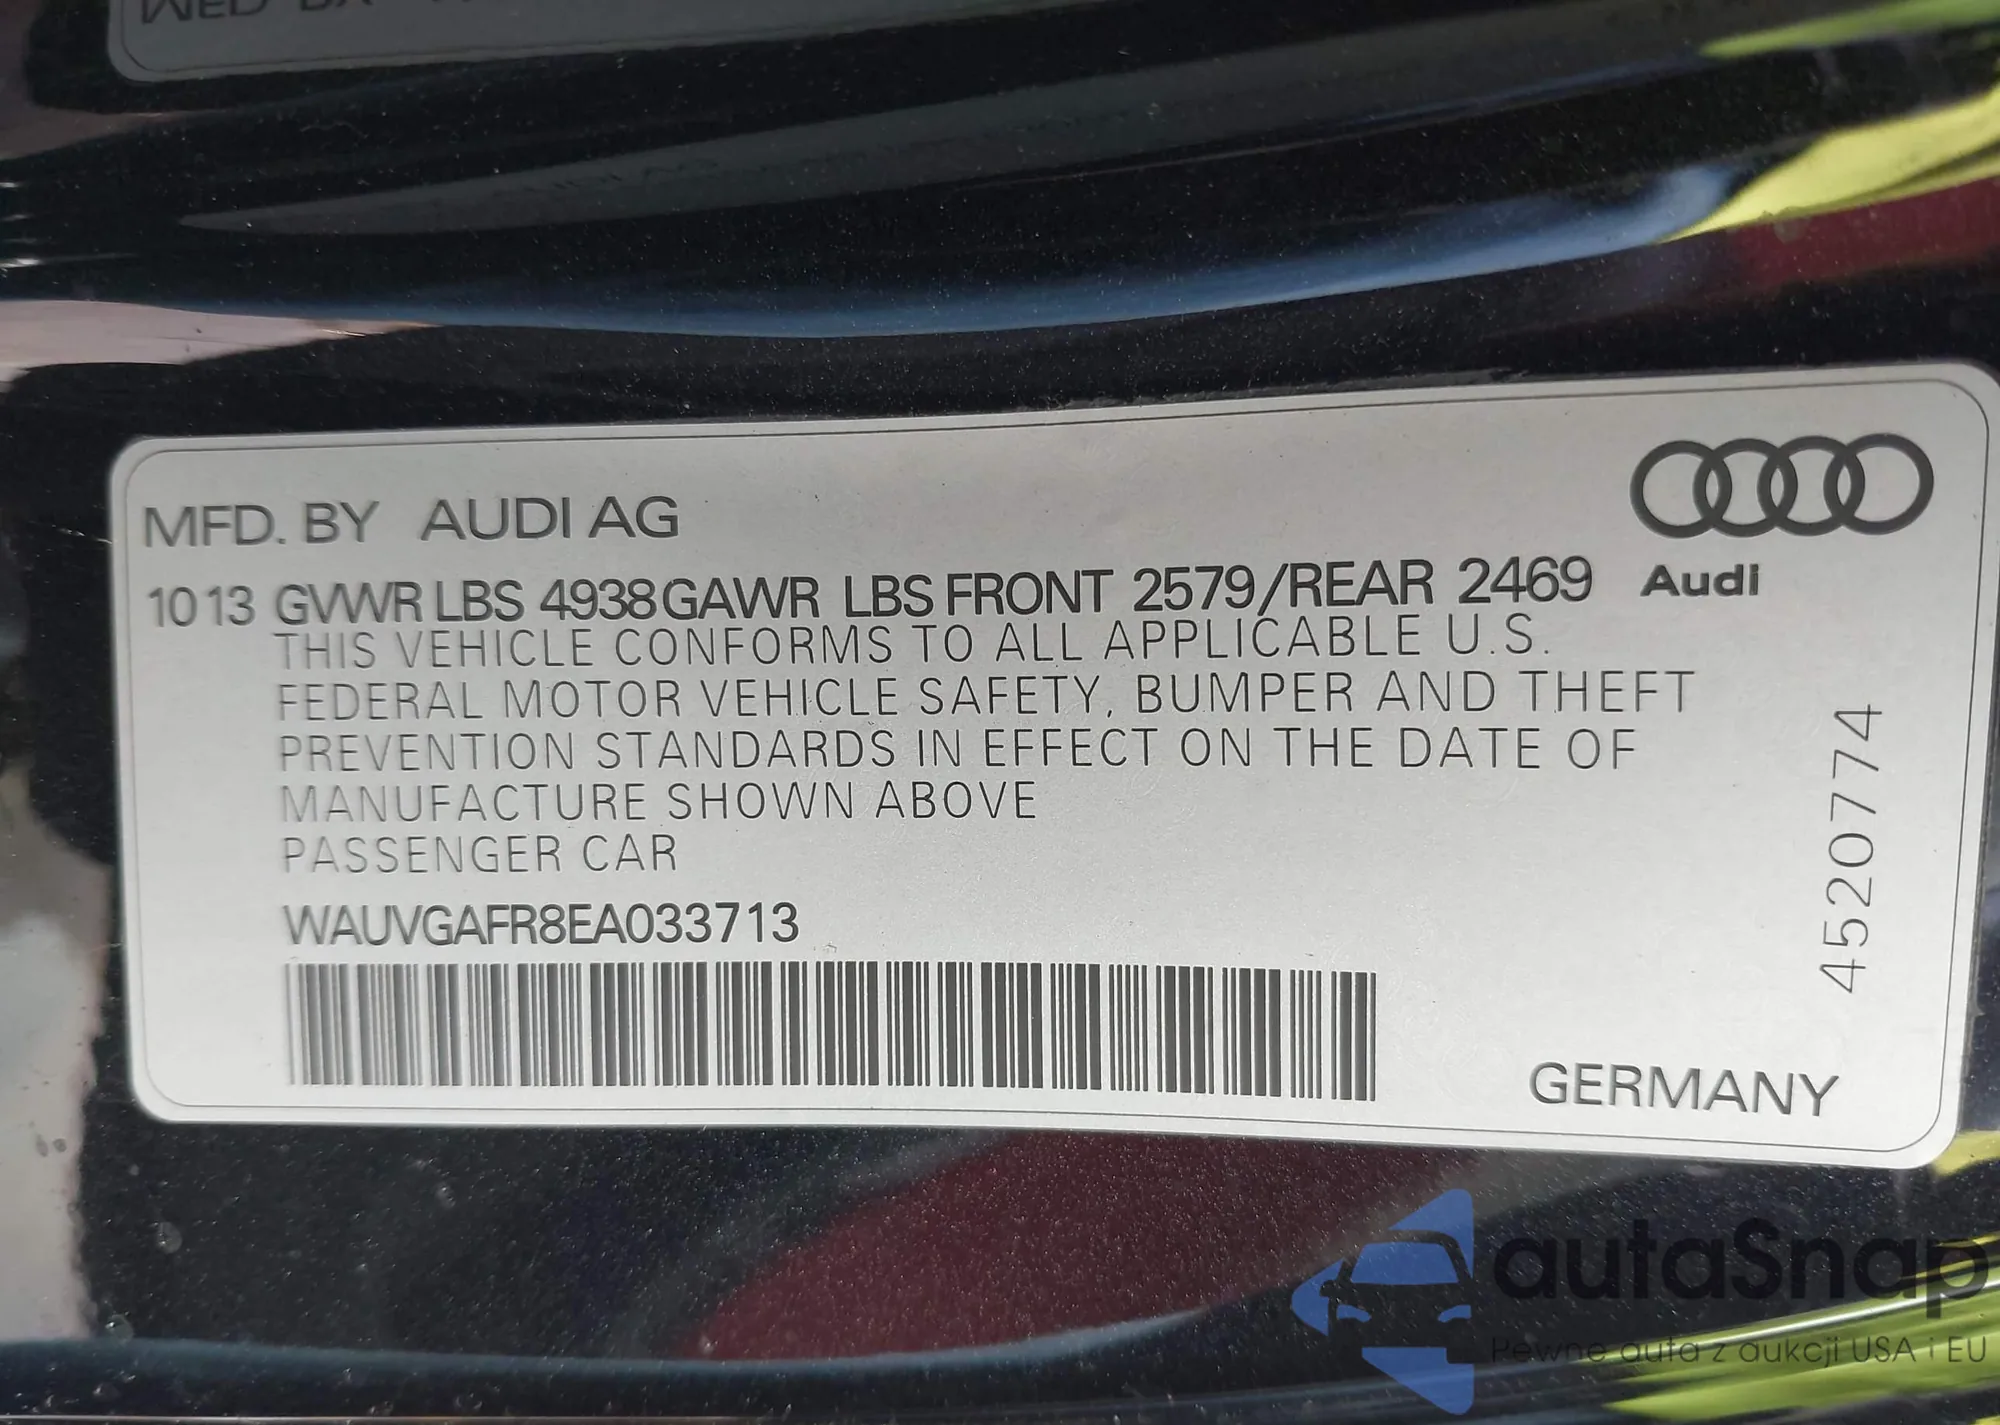 MFD. BY AUDI AG
1013 GVWR LBS 4938 GAWR LBS FRONT 2579/REAR 2469
Audi
THIS VEHICLE CONFORMS TO ALL APPLICABLE U.S.
FEDERAL MOTOR VEHICLE SAFETY, BUMPER AND THEFT
PREVENTION STANDARDS IN EFFECT ON THE DATE OF
MANUFACTURE SHOWN ABOVE
PASSENGER CAR
WAUVGAFR8EA033713
4520774
GERMANY
autaSnap
Pewne auta z aukcji USA i EU